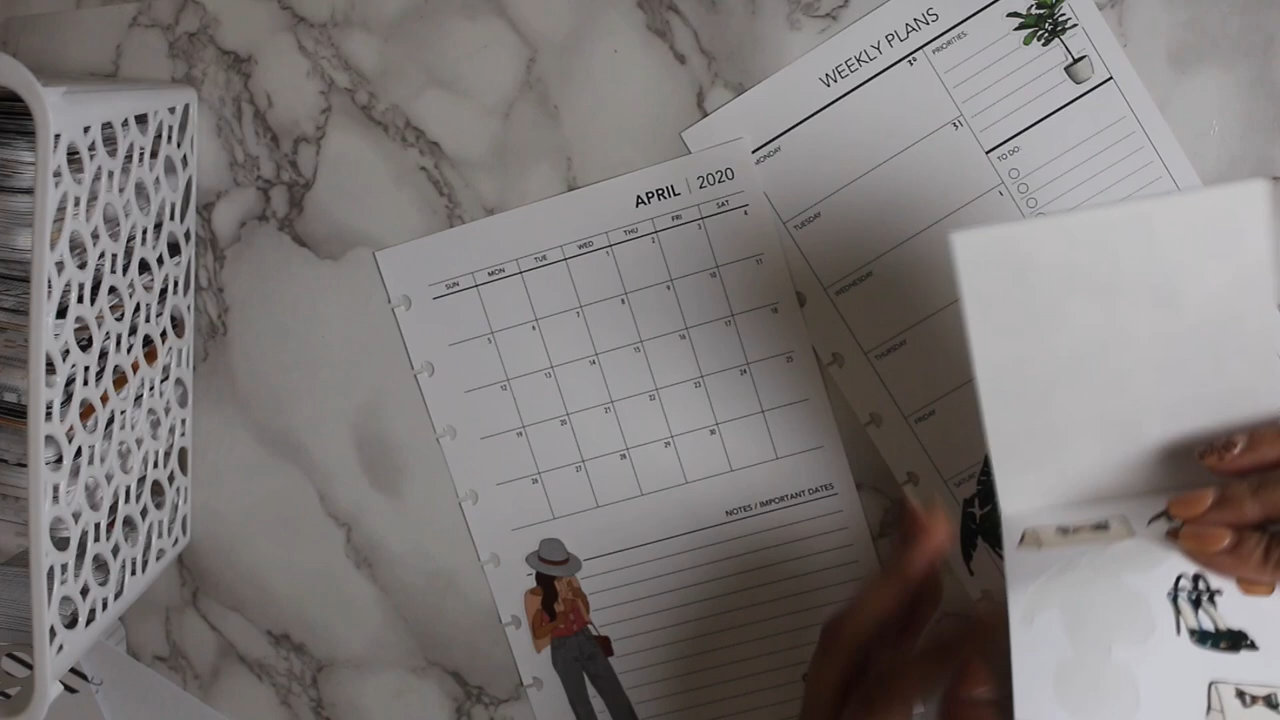 WEEKLY PLANS
30
PRIORITIES:
MONDAY
31
TO DO:
TUESDAY
1
WEDNESDAY
THURSDAY
FRIDAY
APRIL | 2020
SUN MON TUE WED THU FRI SAT
1 2 3 4
5 6 7 8 9 10 11
12 13 14 15 16 17 18
19 20 21 22 23 24 25
26 27 28 29 30
NOTES / IMPORTANT DATES